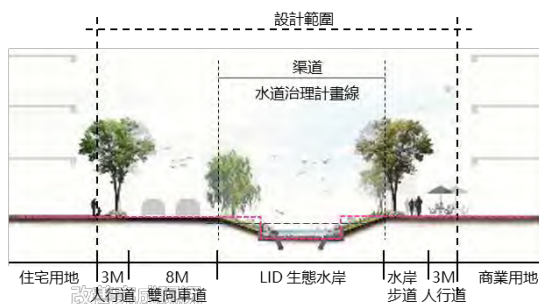 設計範圍
渠道
水道治理計畫線
住宅用地
3M
人行道
8M
雙向車道
LID 生態水岸
水岸
步道
3M
人行道
商業用地